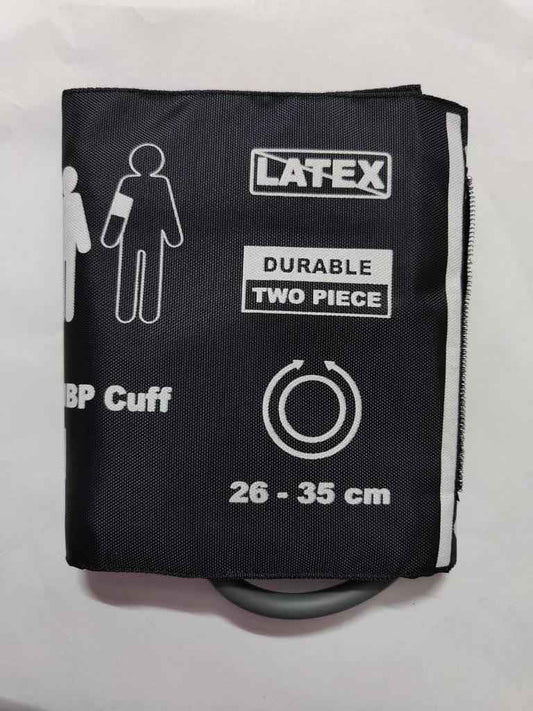 LATEX
DURABLE
TWO PIECE
BP Cuff
26 - 35 cm